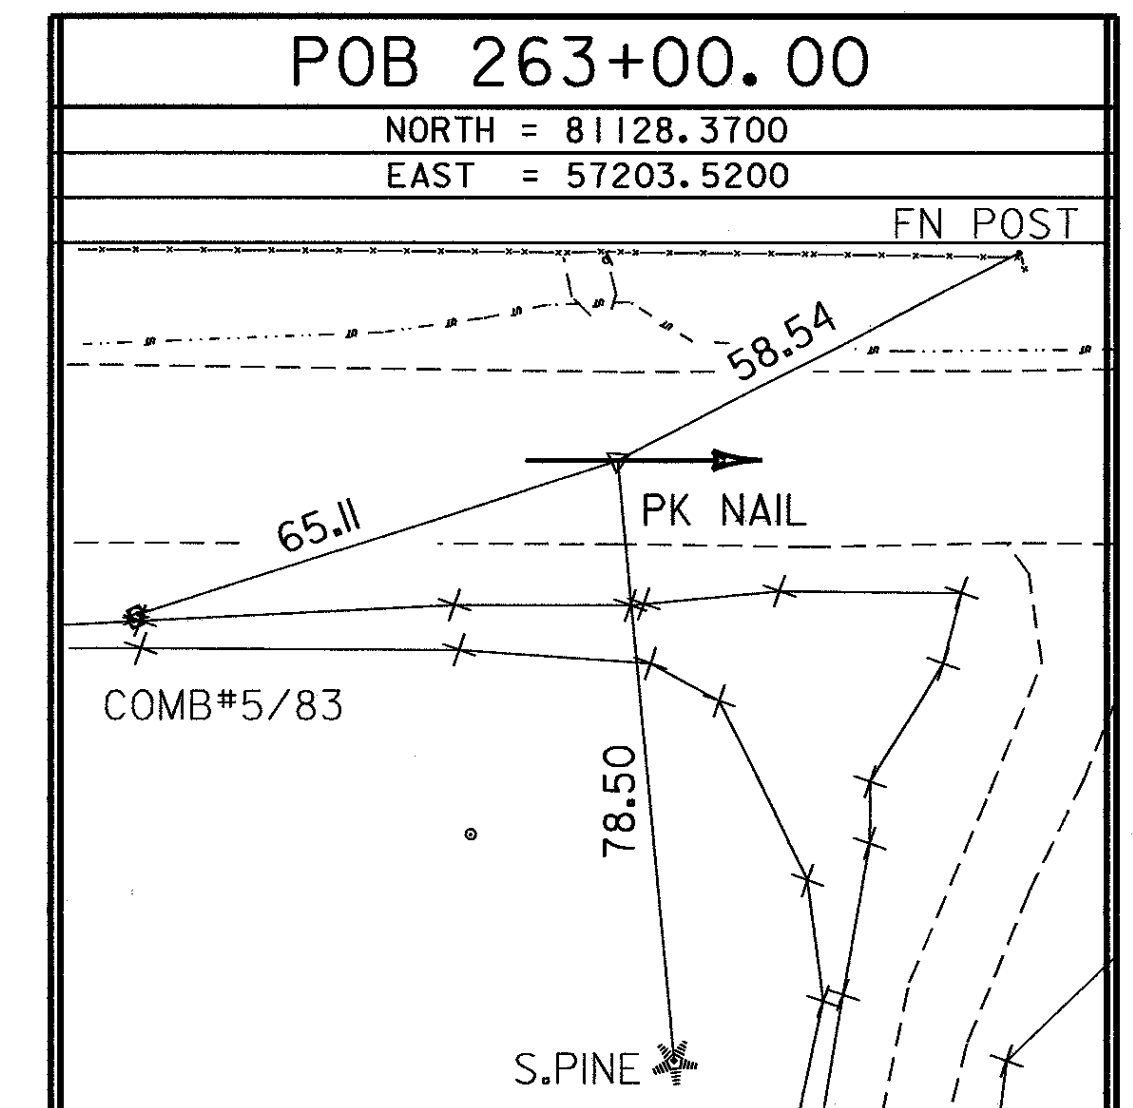 POB 263+00.00
NORTH = 81128.3700
EAST = 57203.5200
FN POST
58.54
PK NAIL
65.11
COMB#5/83
78.50
S.PINE